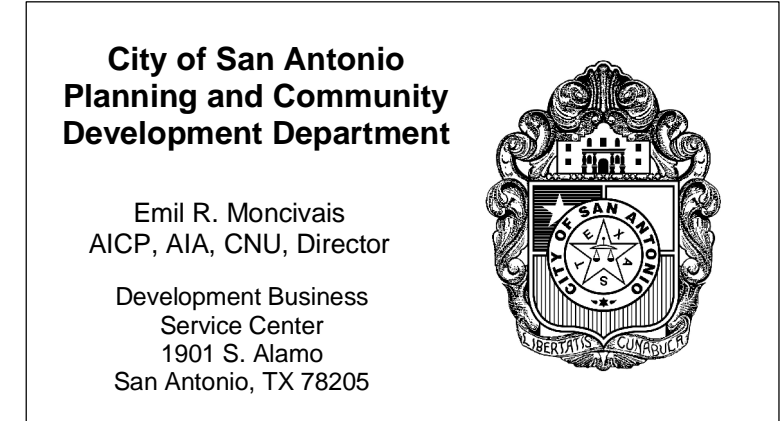 City of San Antonio
Planning and Community
Development Department
Emil R. Moncivais
AICP, AIA, CNU, Director
Development Business
Service Center
1901 S. Alamo
San Antonio, TX 78205
CITY OF SAN ANTONIO
TEXAS
LIBERTATIS CUNABULA